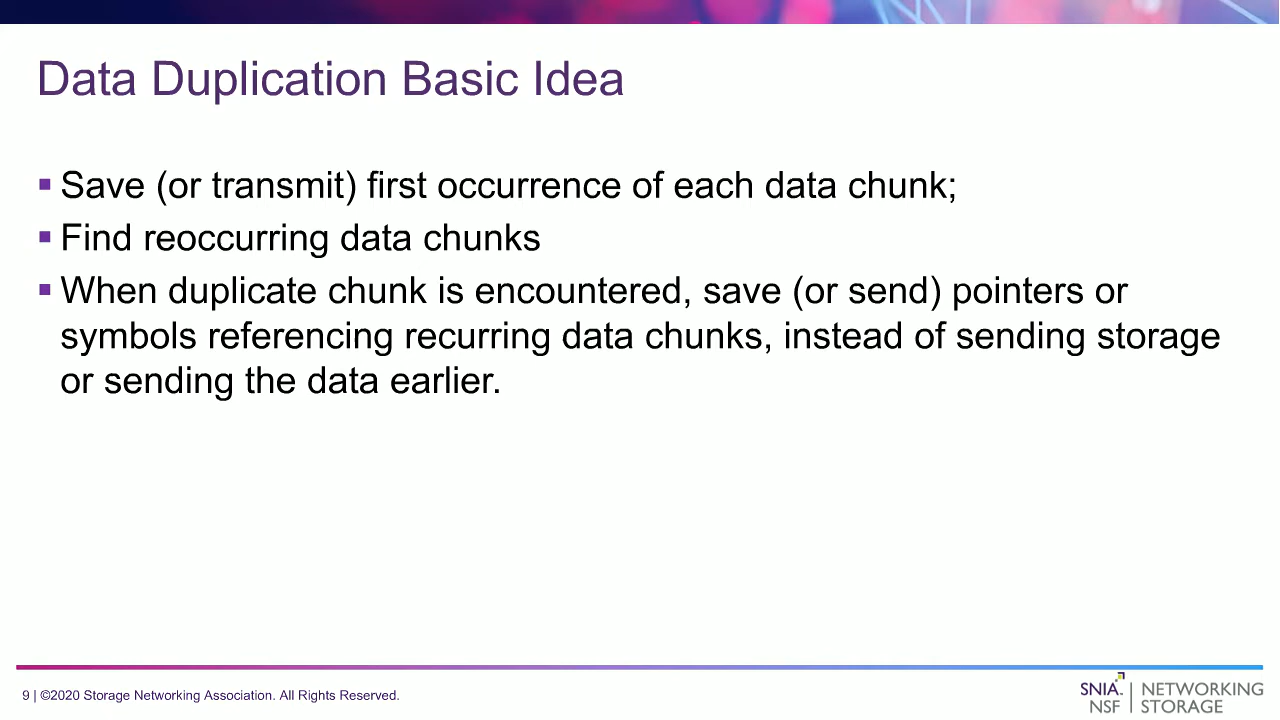 Data Duplication Basic Idea
▪ Save (or transmit) first occurrence of each data chunk;
▪ Find reoccurring data chunks
▪ When duplicate chunk is encountered, save (or send) pointers or
symbols referencing recurring data chunks, instead of sending storage
or sending the data earlier.
9 | ©2020 Storage Networking Association. All Rights Reserved.
SNIA™ | NETWORKING
NSF | STORAGE